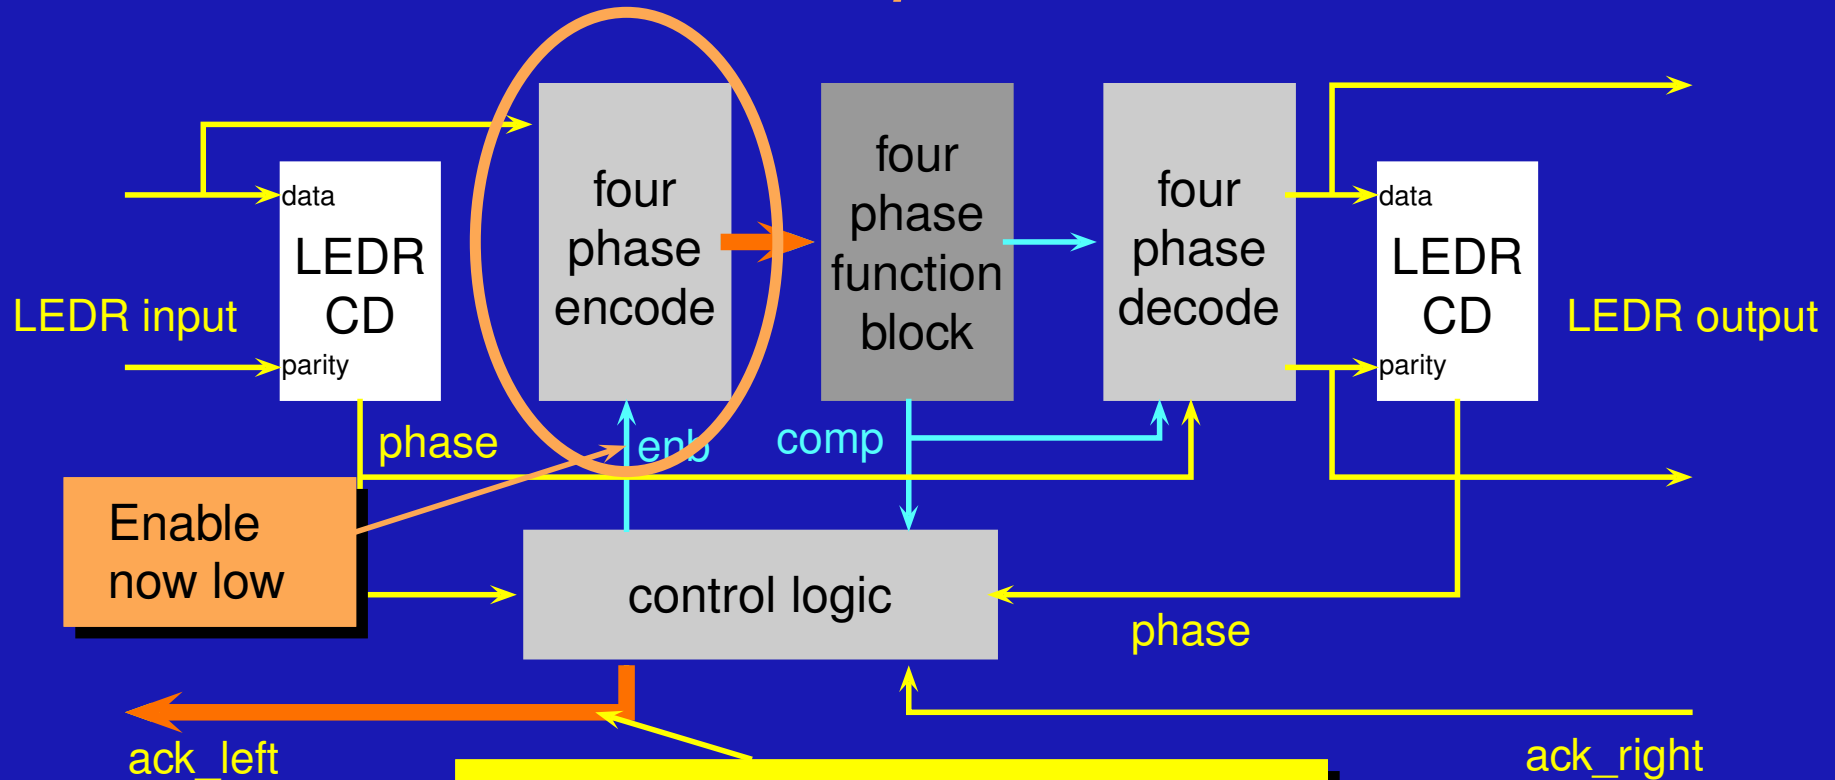 data
LEDR
CD
parity
LEDR input
four
phase
encode
four
phase
function
block
four
phase
decode
data
LEDR
CD
parity
LEDR output
phase
enb
comp
Enable
now low
control logic
phase
ack_left
ack_right